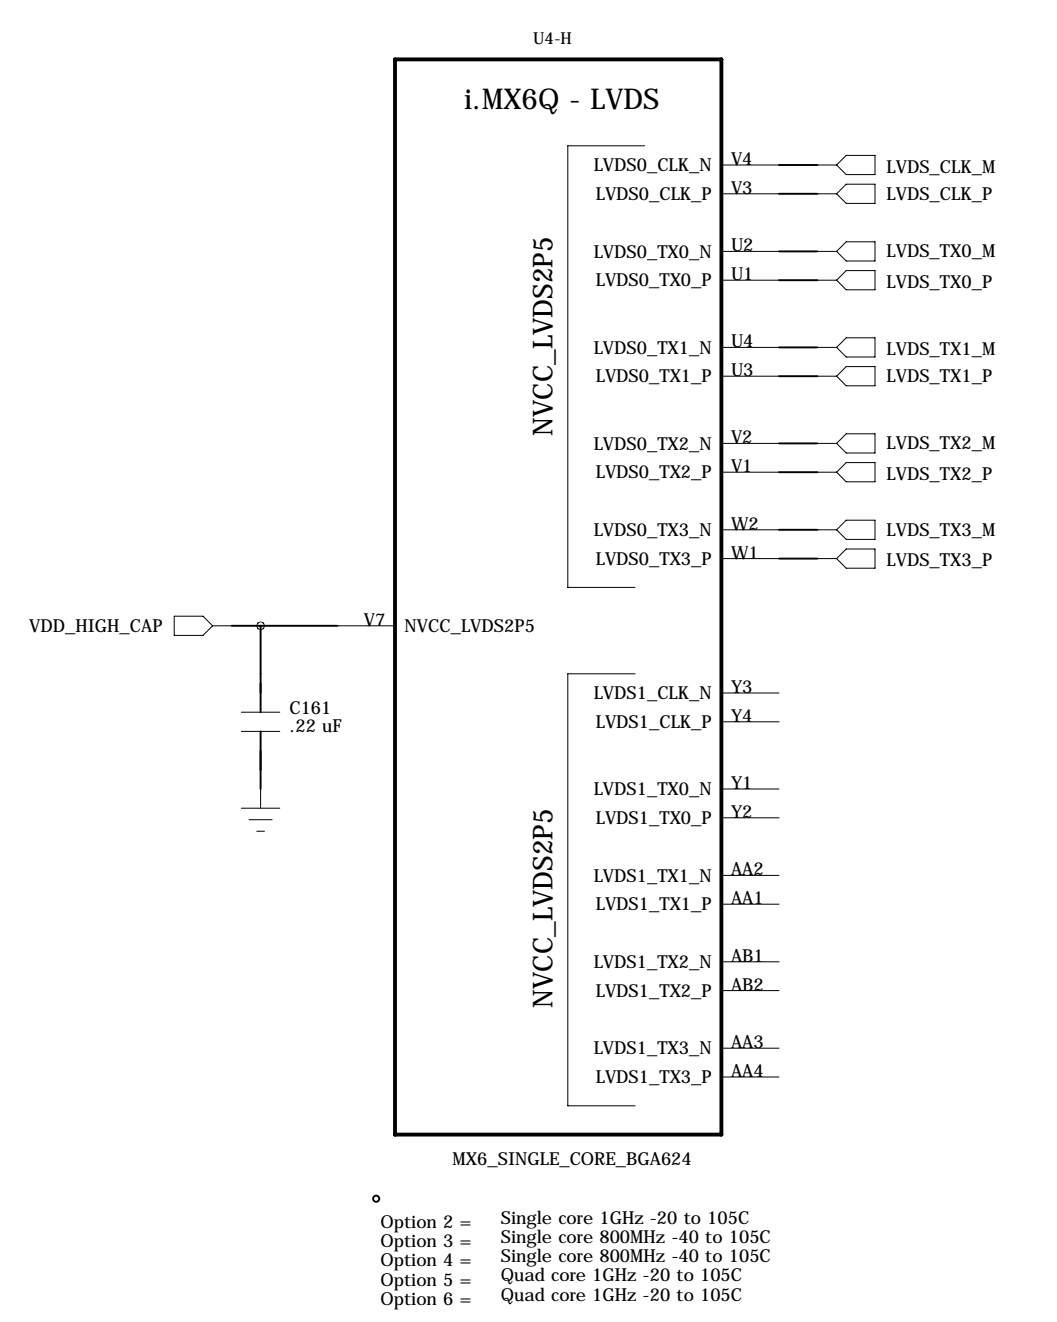 U4-H
i.MX6Q - LVDS
NVCC_LVDS2P5
LVDS0_CLK_N V4 LVDS_CLK_M
LVDS0_CLK_P V3 LVDS_CLK_P
LVDS0_TX0_N U2 LVDS_TX0_M
LVDS0_TX0_P U1 LVDS_TX0_P
LVDS0_TX1_N U4 LVDS_TX1_M
LVDS0_TX1_P U3 LVDS_TX1_P
LVDS0_TX2_N V2 LVDS_TX2_M
LVDS0_TX2_P V1 LVDS_TX2_P
LVDS0_TX3_N W2 LVDS_TX3_M
LVDS0_TX3_P W1 LVDS_TX3_P
VDD_HIGH_CAP V7 NVCC_LVDS2P5
C161
.22 uF
NVCC_LVDS2P5
LVDS1_CLK_N Y3
LVDS1_CLK_P Y4
LVDS1_TX0_N Y1
LVDS1_TX0_P Y2
LVDS1_TX1_N AA2
LVDS1_TX1_P AA1
LVDS1_TX2_N AB1
LVDS1_TX2_P AB2
LVDS1_TX3_N AA3
LVDS1_TX3_P AA4
MX6_SINGLE_CORE_BGA624
Option 2 = Single core 1GHz -20 to 105C
Option 3 = Single core 800MHz -40 to 105C
Option 4 = Single core 800MHz -40 to 105C
Option 5 = Quad core 1GHz -20 to 105C
Option 6 = Quad core 1GHz -20 to 105C